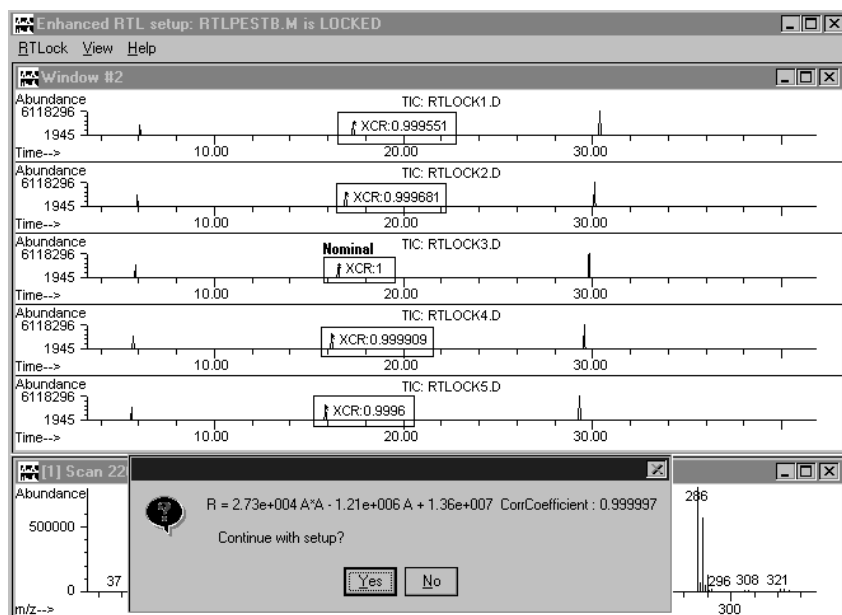 Enhanced RTL setup: RTLPESTB.M is LOCKED
RTLock View Help
Window #2
Abundance TIC: RTLOCK1.D
6118296
XCR:0.999551
1945
Time--> 10.00 20.00 30.00
Abundance TIC: RTLOCK2.D
6118296
XCR:0.999681
1945
Time--> 10.00 20.00 30.00
Abundance TIC: RTLOCK3.D
Nominal
6118296
XCR:1
1945
Time--> 10.00 20.00 30.00
Abundance TIC: RTLOCK4.D
6118296
XCR:0.999909
1945
Time--> 10.00 20.00 30.00
Abundance TIC: RTLOCK5.D
6118296
XCR:0.9996
1945
Time--> 10.00 20.00 30.00
[1] Scan
Abundance
286
500000
37
0
296 308 321
m/z--> 300
R = 2.73e+004 A*A - 1.21e+006 A + 1.36e+007 CorrCoefficient : 0.999997
Continue with setup?
Yes No